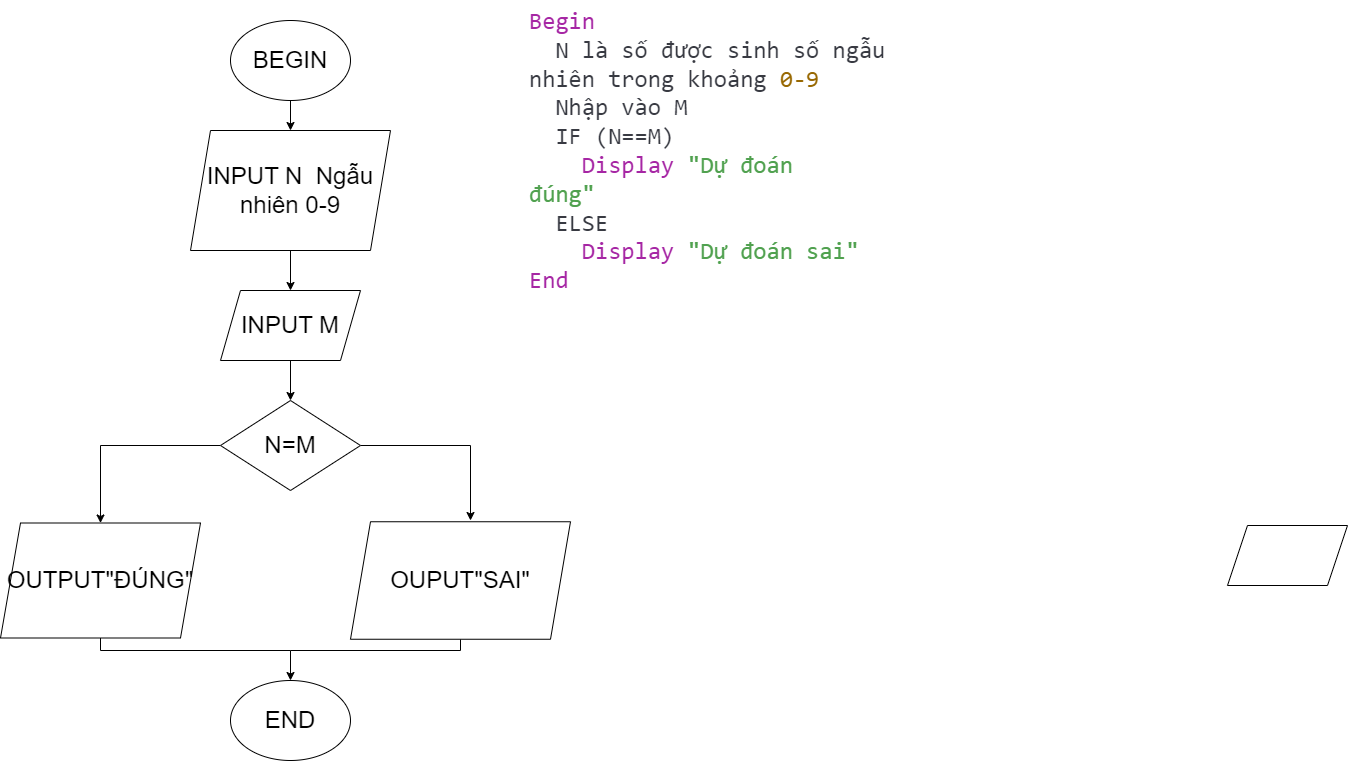 BEGIN
INPUT N  Ngẫu
nhiên 0-9
INPUT M
N=M
OUTPUT"ĐÚNG"
OUPUT"SAI"
END
Begin
N là số được sinh số ngẫu
nhiên trong khoảng 0-9
Nhập vào M
IF (N==M)
Display "Dự đoán
đúng"
ELSE
Display "Dự đoán sai"
End